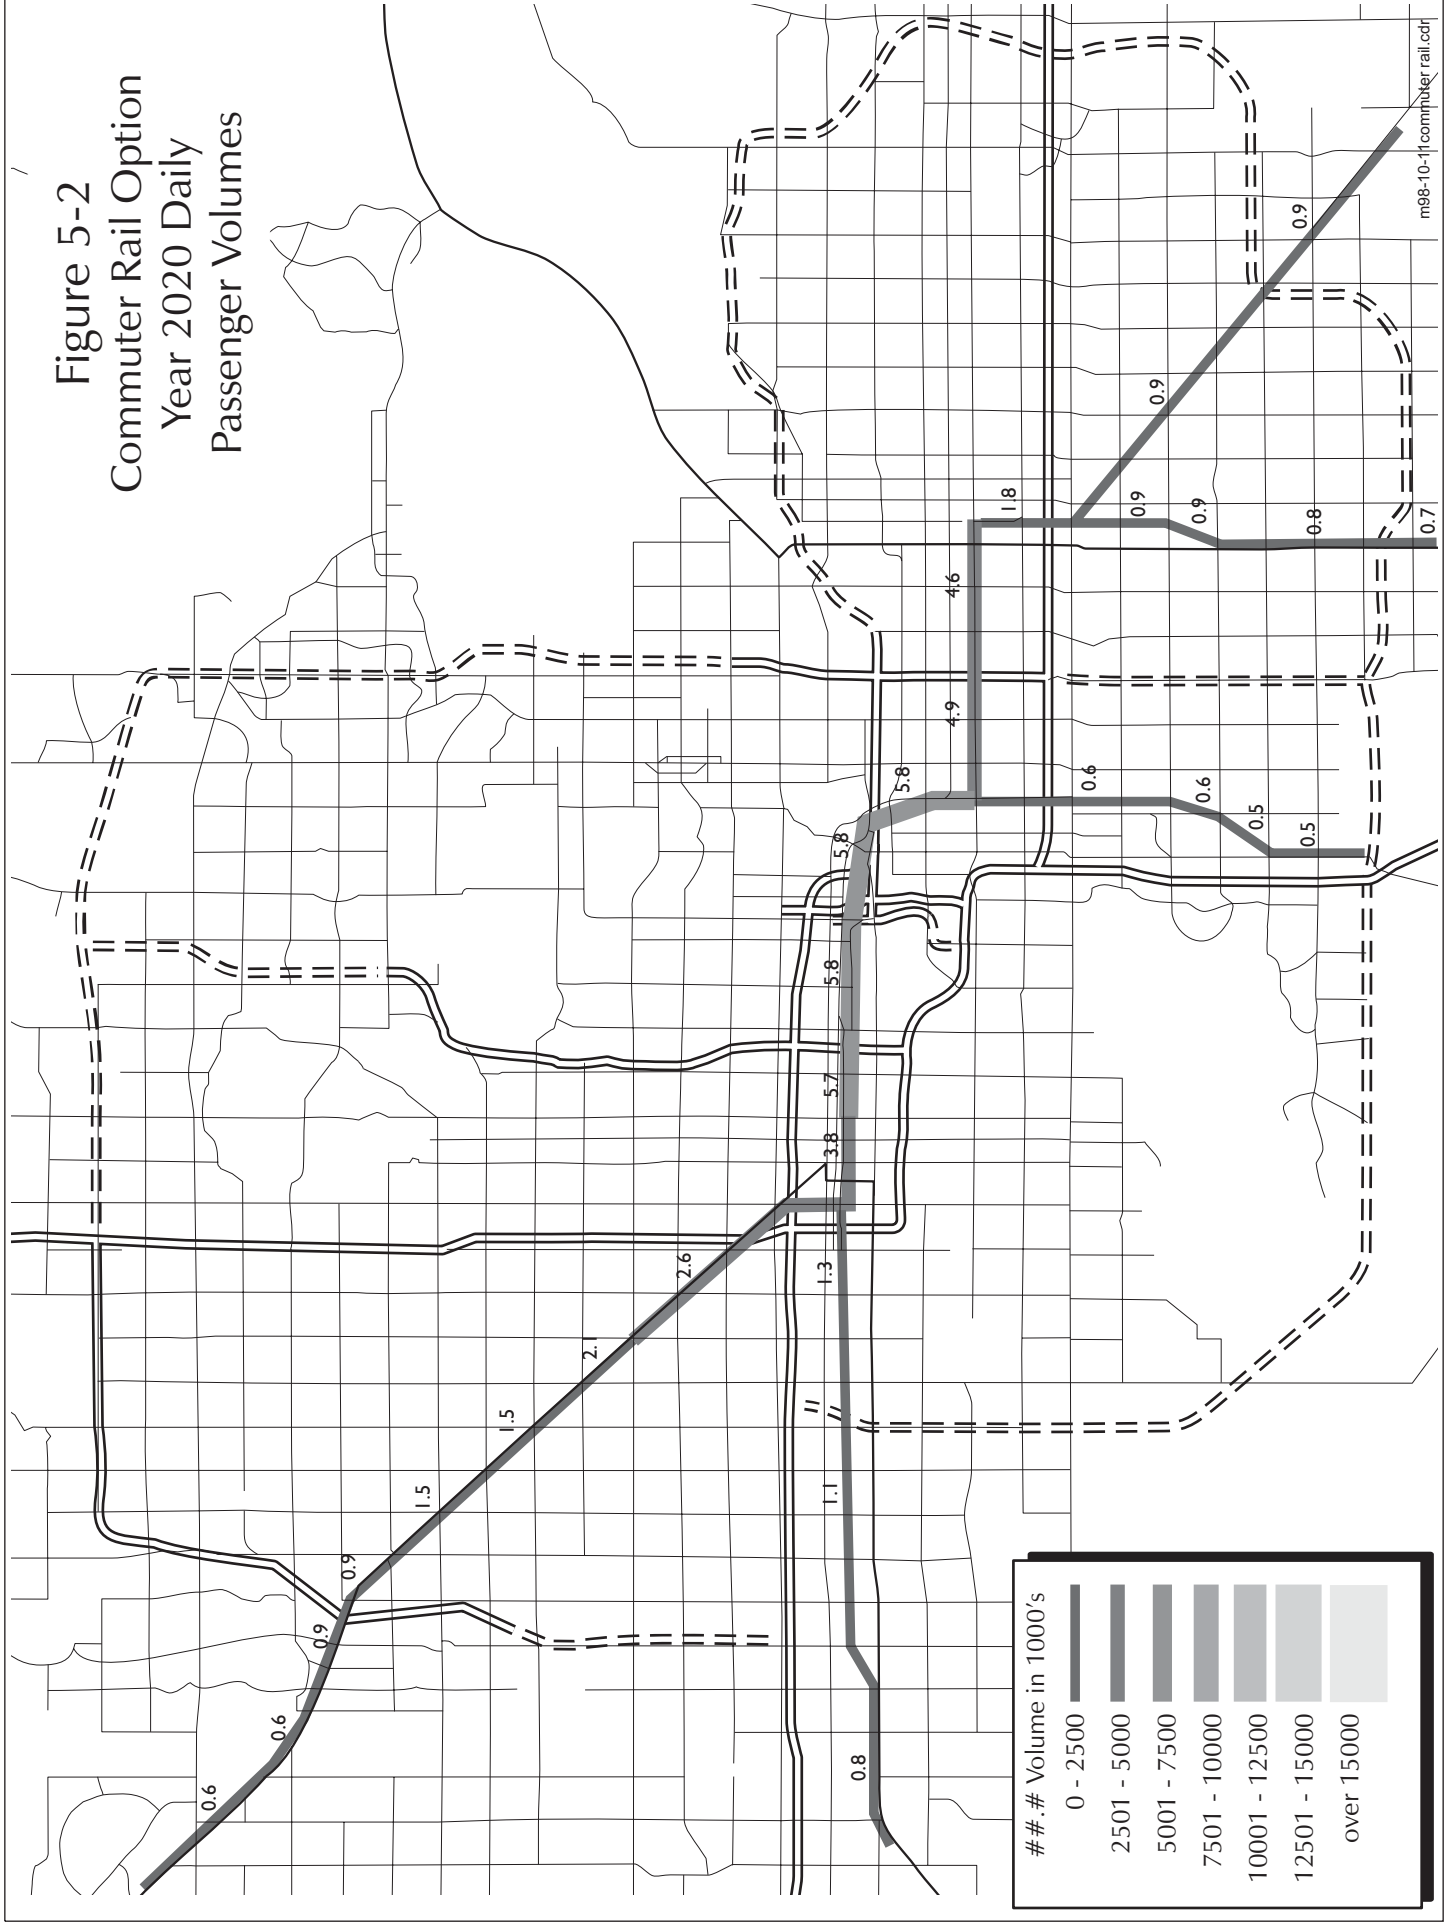 Figure 5-2
Commuter Rail Option
Year 2020 Daily
Passenger Volumes
0.6
0.6
0.9
0.9
1.5
1.5
2.1
2.6
0.8
1.1
1.3
3.8
5.7
5.8
5.8
5.8
4.9
4.6
1.8
0.6
0.6
0.5
0.5
0.9
0.9
0.8
0.7
0.9
0.9
##.# Volume in 1000's
0 - 2500
2501 - 5000
5001 - 7500
7501 - 10000
10001 - 12500
12501 - 15000
over 15000
m98-10-11commuter rail.cdr